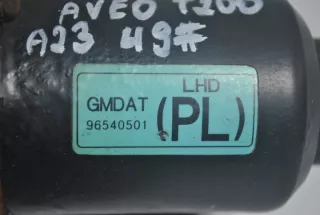 AVEO T200
A23 49#
LHD
GMDAT
96540501 (PL)